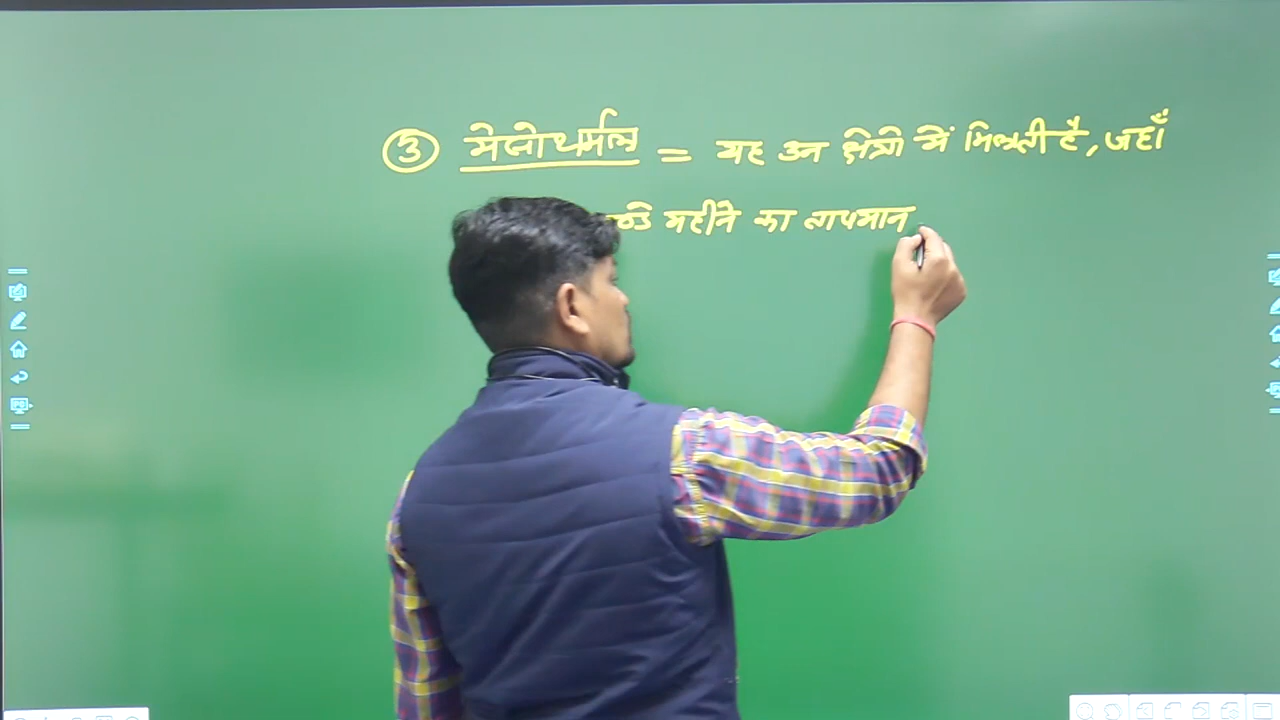 ③ मेसोथर्मल = यह उन क्षेत्रो में मिलती है, जहाँ
महीने का तापमान